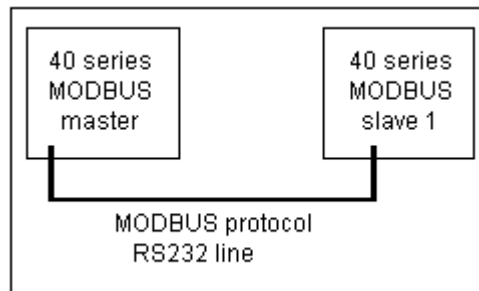 40 series
MODBUS
master
40 series
MODBUS
slave 1
MODBUS protocol
RS232 line